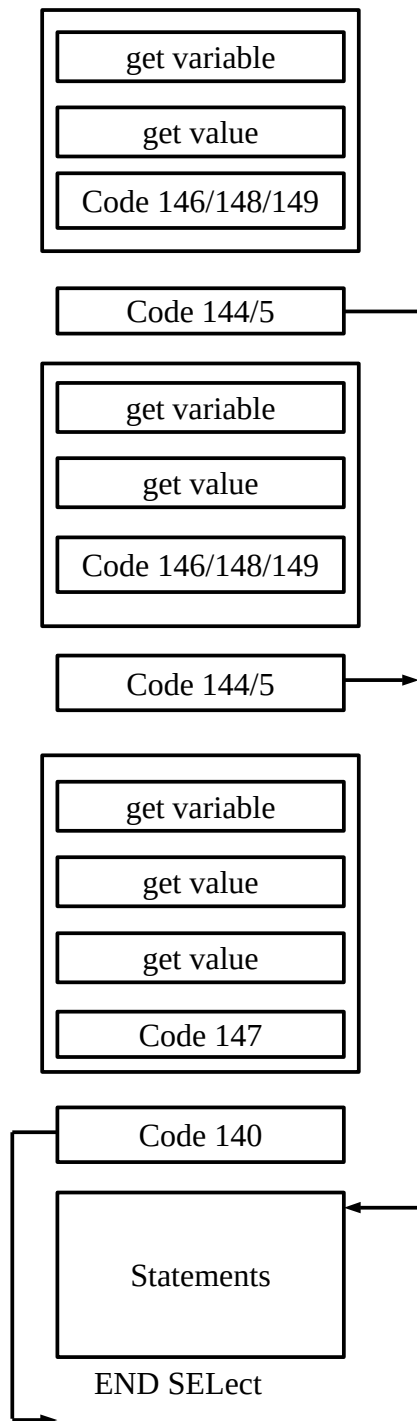 get variable
get value
Code 146/148/149
Code 144/5
get variable
get value
Code 146/148/149
Code 144/5
get variable
get value
get value
Code 147
Code 140
Statements
END SELect